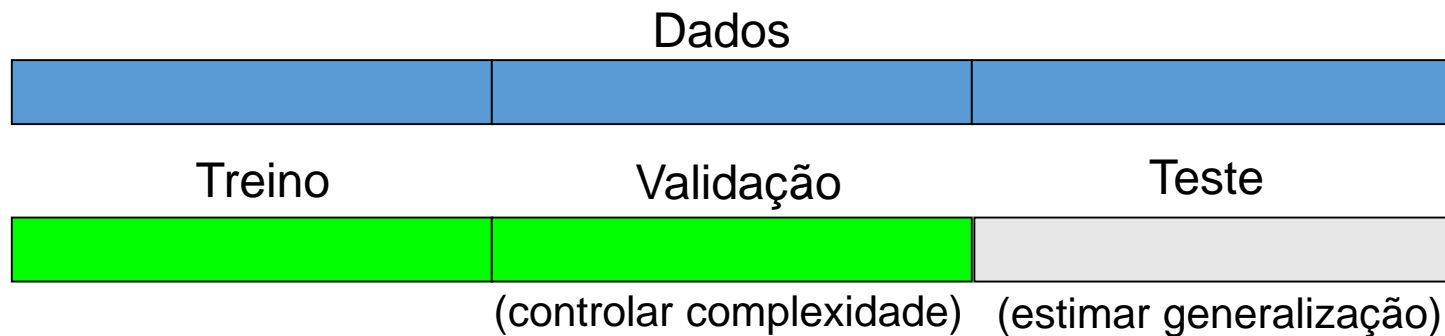 Dados
Treino Validação Teste
(controlar complexidade) (estimar generalização)